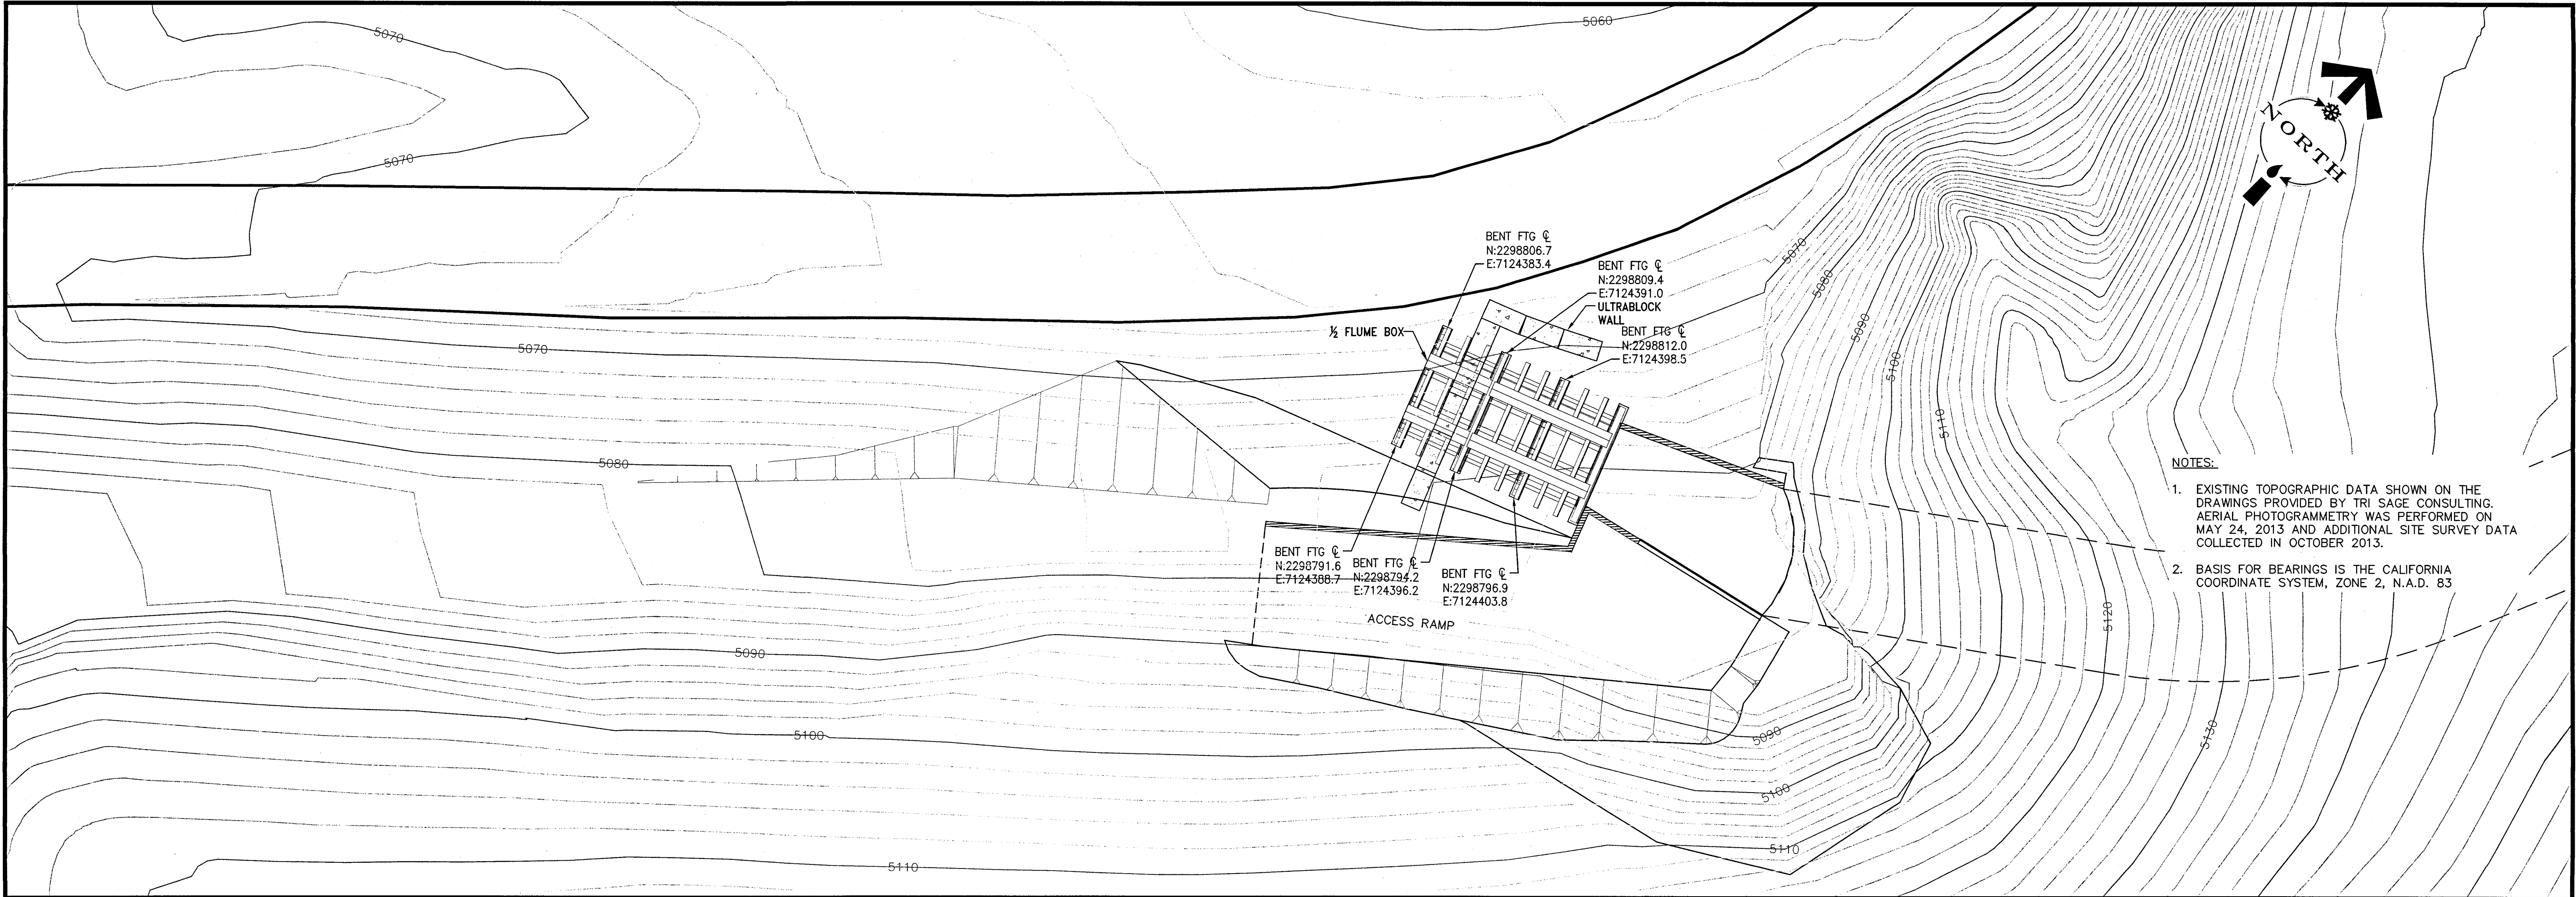 5060
5070
5070
NORTH
BENT FTG ℄
N:2298806.7
E:7124383.4
BENT FTG ℄
N:2298809.4
E:7124391.0
ULTRABLOCK
WALL
BENT FTG ℄
N:2298812.0
E:7124398.5
½ FLUME BOX
5070
5080
5070
5080
5090
5100
5110
NOTES:
1. EXISTING TOPOGRAPHIC DATA SHOWN ON THE
DRAWINGS PROVIDED BY TRI SAGE CONSULTING.
AERIAL PHOTOGRAMMETRY WAS PERFORMED ON
MAY 24, 2013 AND ADDITIONAL SITE SURVEY DATA
COLLECTED IN OCTOBER 2013.
2. BASIS FOR BEARINGS IS THE CALIFORNIA
COORDINATE SYSTEM, ZONE 2, N.A.D. 83
BENT FTG ℄
N:2298791.6
E:7124388.7
BENT FTG ℄
N:2298794.2
E:7124396.2
BENT FTG ℄
N:2298796.9
E:7124403.8
ACCESS RAMP
5120
5090
5100
5090
5130
5100
5110
5110